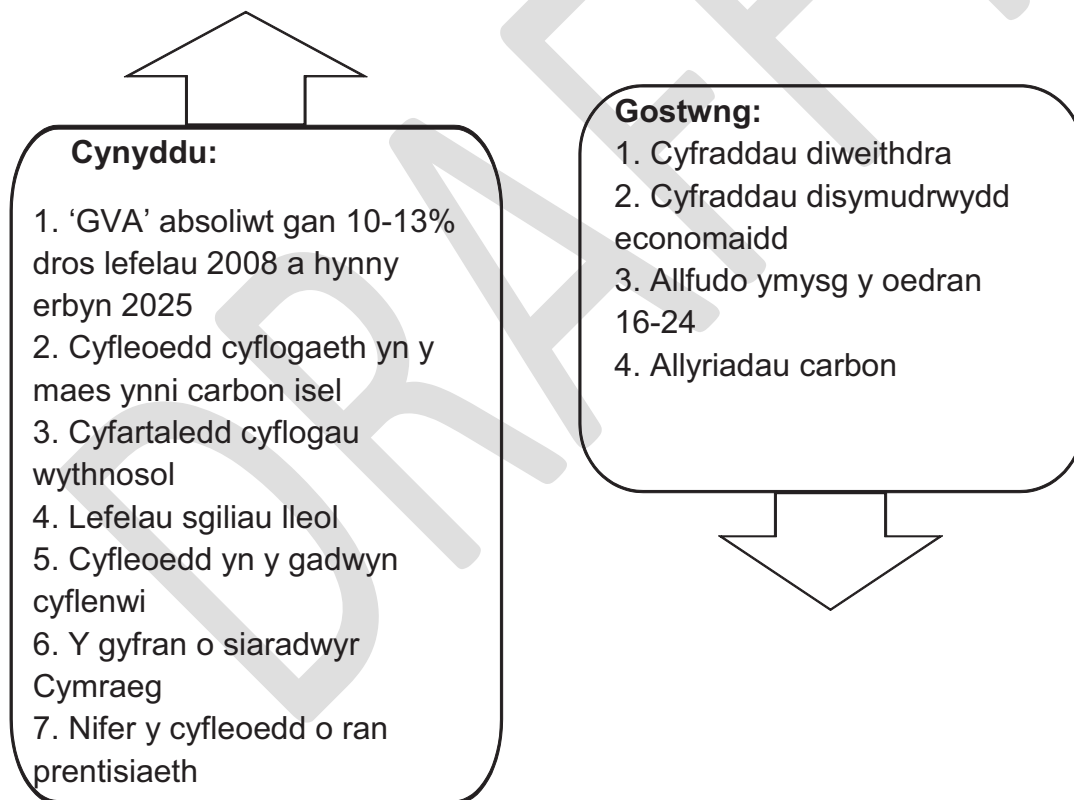 Cynyddu:
1. ‘GVA’ absoliwt gan 10-13%
dros lefelau 2008 a hynny
erbyn 2025
2. Cyfleoedd cyflogaeth yn y
maes ynni carbon isel
3. Cyfartaledd cyflogau
wythnosol
4. Lefelau sgiliau lleol
5. Cyfleoedd yn y gadwyn
cyflenwi
6. Y gyfran o siaradwyr
Cymraeg
7. Nifer y cyfleoedd o ran
prentisiaeth
Gostwng:
1. Cyfraddau diweithdra
2. Cyfraddau disymudrwydd
economaidd
3. Allfudo ymysg y oedran
16-24
4. Allyriadau carbon
DRAFT